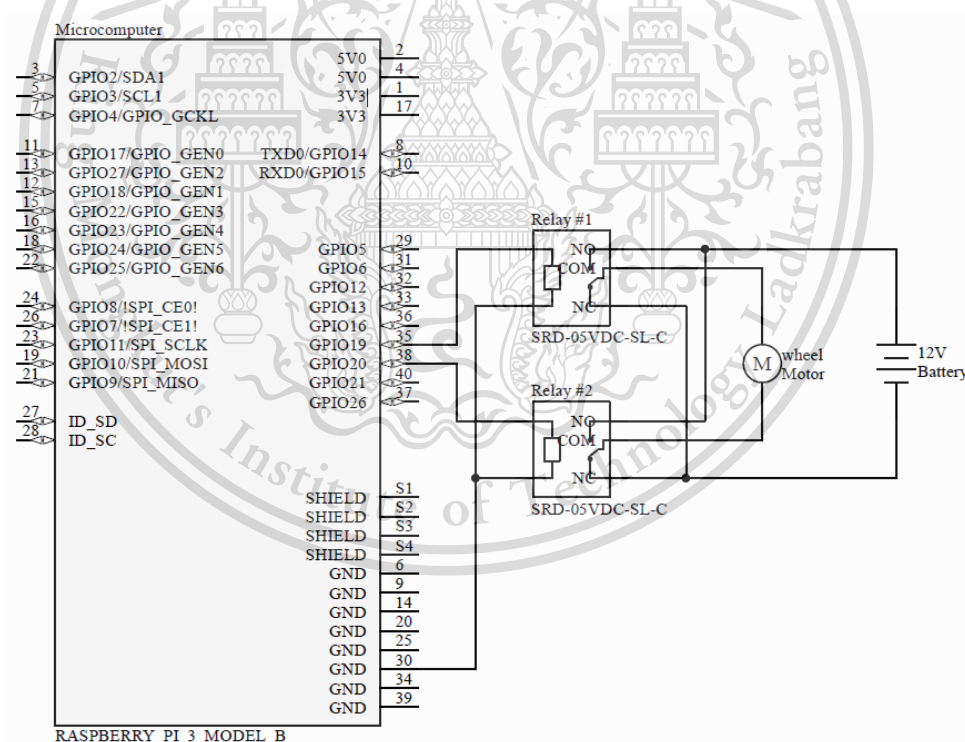 Microcomputer
2
5V0
3
GPIO2/SDA1
5V0
4
5
GPIO3/SCL1
3V3
1
7
GPIO4/GPIO_GCKL
3V3
17
11
GPIO17/GPIO_GEN0
TXD0/GPIO14
8
13
GPIO27/GPIO_GEN2
RXD0/GPIO15
10
12
GPIO18/GPIO_GEN1
15
GPIO22/GPIO_GEN3
16
GPIO23/GPIO_GEN4
18
GPIO24/GPIO_GEN5
GPIO5
29
22
GPIO25/GPIO_GEN6
GPIO6
31
GPIO12
32
24
GPIO8/!SPI_CE0!
GPIO13
33
26
GPIO7/!SPI_CE1!
GPIO16
36
23
GPIO11/SPI_SCLK
GPIO19
35
19
GPIO10/SPI_MOSI
GPIO20
38
21
GPIO9/SPI_MISO
GPIO21
40
GPIO26
37
27
ID_SD
28
ID_SC
SHIELD
S1
SHIELD
S2
SHIELD
S3
SHIELD
S4
GND
6
GND
9
GND
14
GND
20
GND
25
GND
30
GND
34
GND
39
RASPBERRY PI 3 MODEL B
Relay #1
NO
COM
NC
SRD-05VDC-SL-C
Relay #2
NO
COM
NC
SRD-05VDC-SL-C
M
wheel
Motor
12V
Battery
's Institute of Technology Ladkrabang